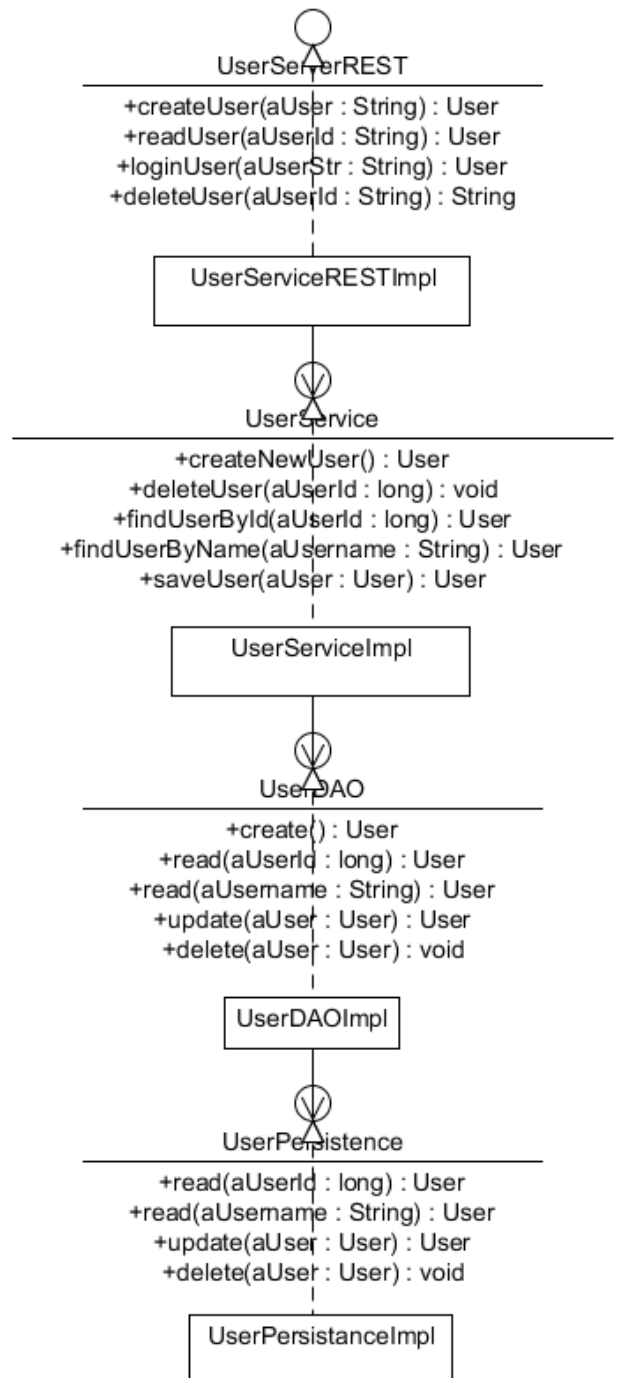 UserServerREST
+createUser(aUser : String) : User
+readUser(aUserId : String) : User
+loginUser(aUserStr : String) : User
+deleteUser(aUserId : String) : String
UserServiceRESTImpl
UserService
+createNewUser() : User
+deleteUser(aUserId : long) : void
+findUserById(aUserId : long) : User
+findUserByName(aUsername : String) : User
+saveUser(aUser : User) : User
UserServiceImpl
UserDAO
+create() : User
+read(aUserId : long) : User
+read(aUsername : String) : User
+update(aUser : User) : User
+delete(aUser : User) : void
UserDAOImpl
UserPersistence
+read(aUserId : long) : User
+read(aUsername : String) : User
+update(aUser : User) : User
+delete(aUser : User) : void
UserPersistanceImpl